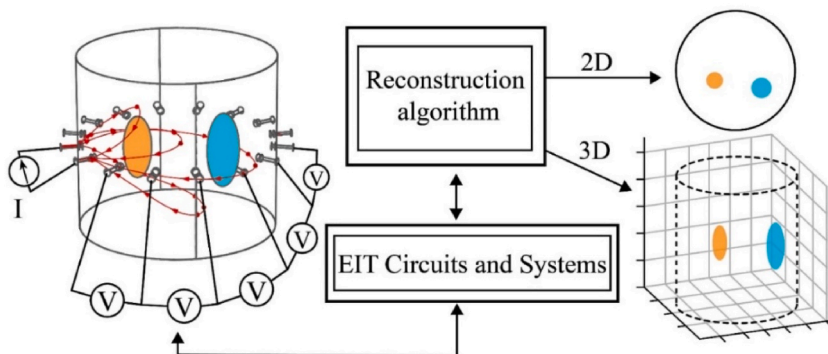 I
V
V
V
V
V
Reconstruction
algorithm
EIT Circuits and Systems
2D
3D